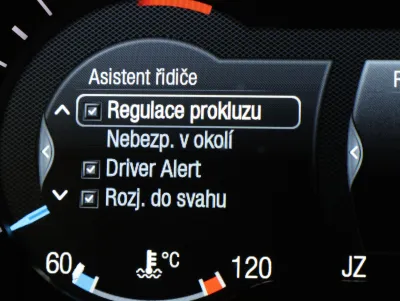 Asistent řidiče
Regulace prokluzu
Nebezp. v okolí
Driver Alert
Rozj. do svahu
60 °C 120 JZ